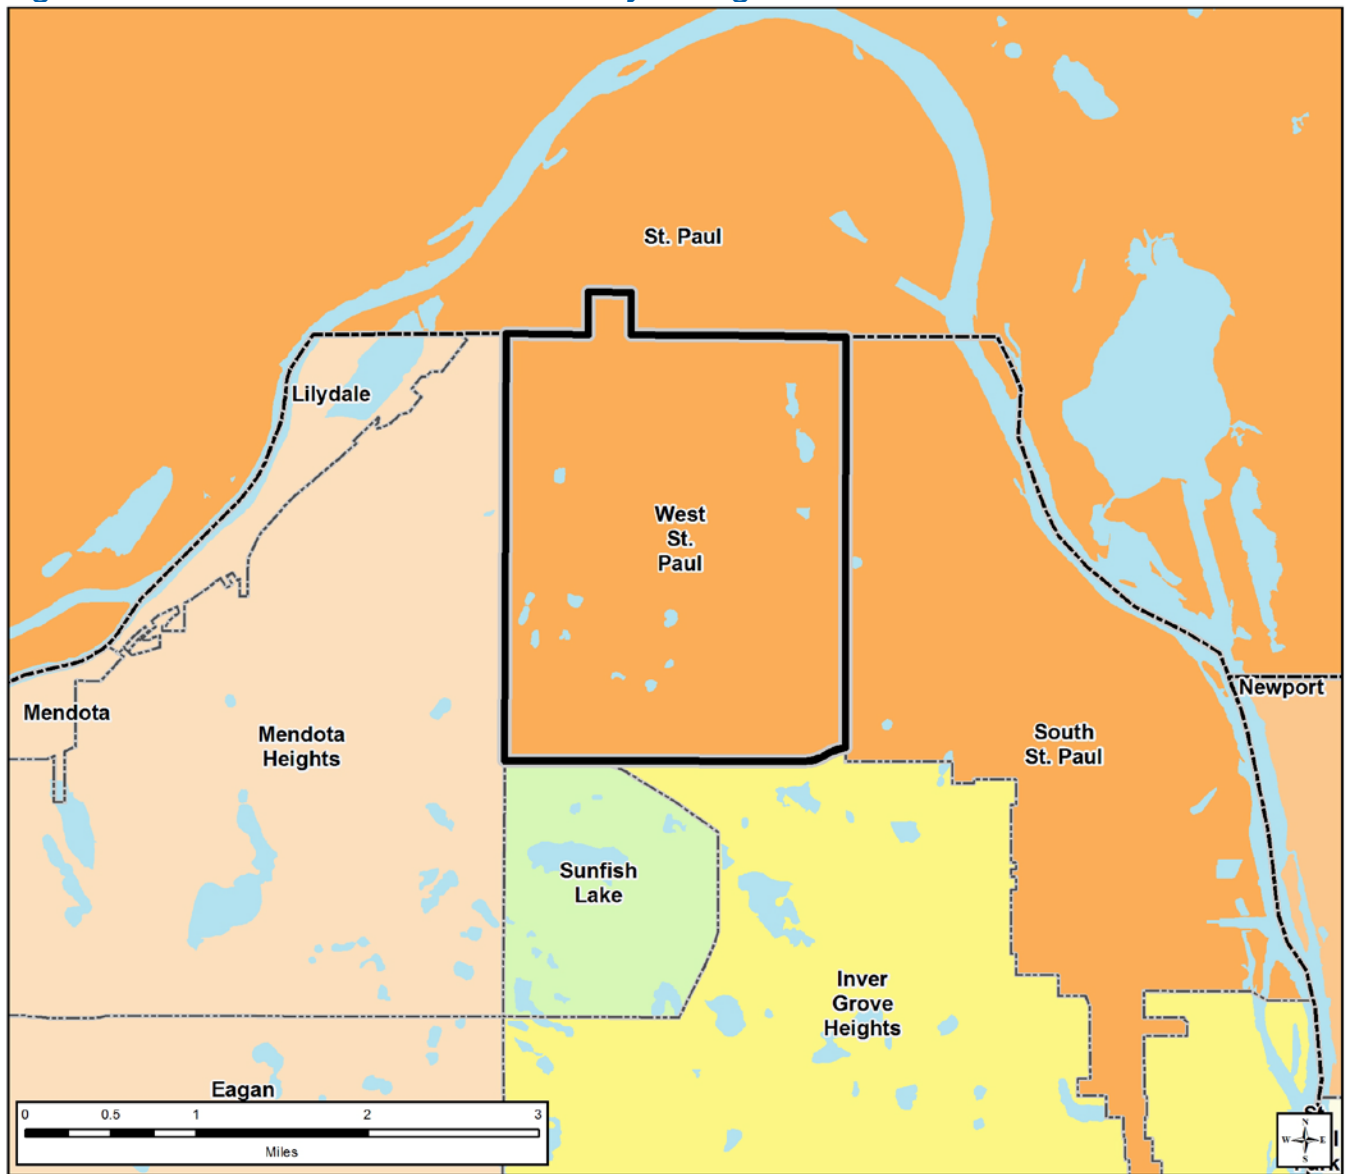 St. Paul
Lilydale
West
St.
Paul
Newport
Mendota
Mendota
Heights
South
St. Paul
Sunfish
Lake
Inver
Grove
Heights
Eagan
0 0.5 1 2 3
Miles
N
W E
S